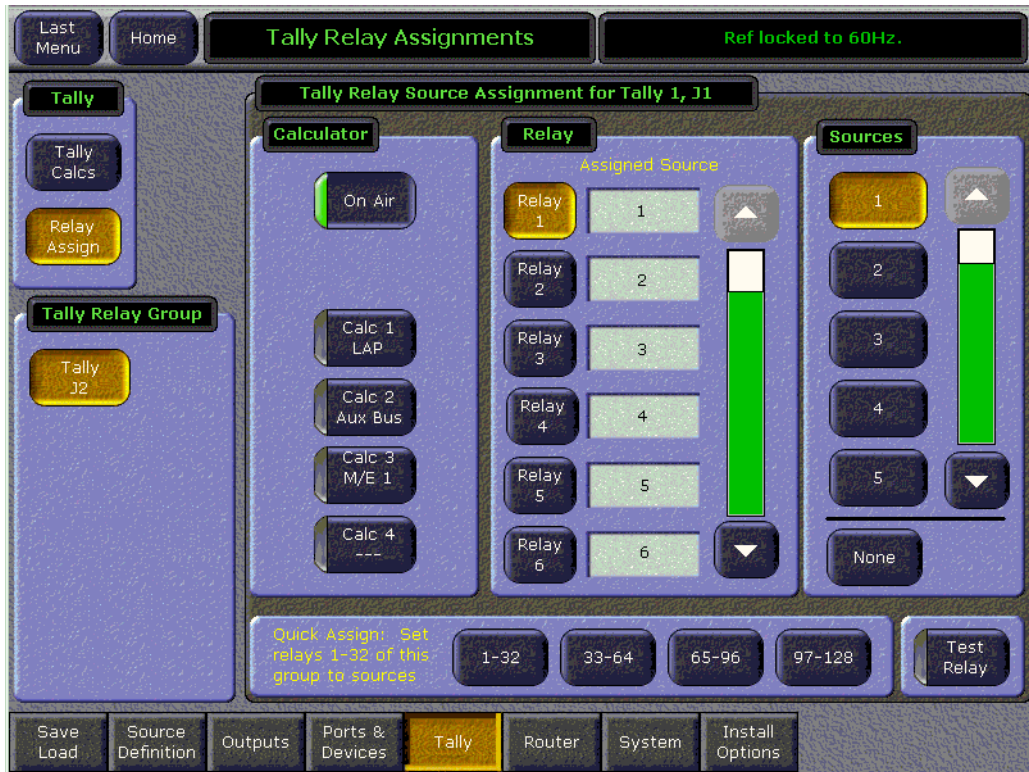 Last
Menu
Home
Tally Relay Assignments
Ref locked to 60Hz.
Tally
Tally
Calcs
Relay
Assign
Tally Relay Group
Tally
J2
Tally Relay Source Assignment for Tally 1, J1
Calculator
On Air
Calc 1
LAP
Calc 2
Aux Bus
Calc 3
M/E 1
Calc 4
---
Relay
Assigned Source
Relay
1
1
Relay
2
2
Relay
3
3
Relay
4
4
Relay
5
5
Relay
6
6
Sources
1
2
3
4
5
None
Quick Assign: Set
relays 1-32 of this
group to sources
1-32
33-64
65-96
97-128
Test
Relay
Save
Load
Source
Definition
Outputs
Ports &
Devices
Tally
Router
System
Install
Options